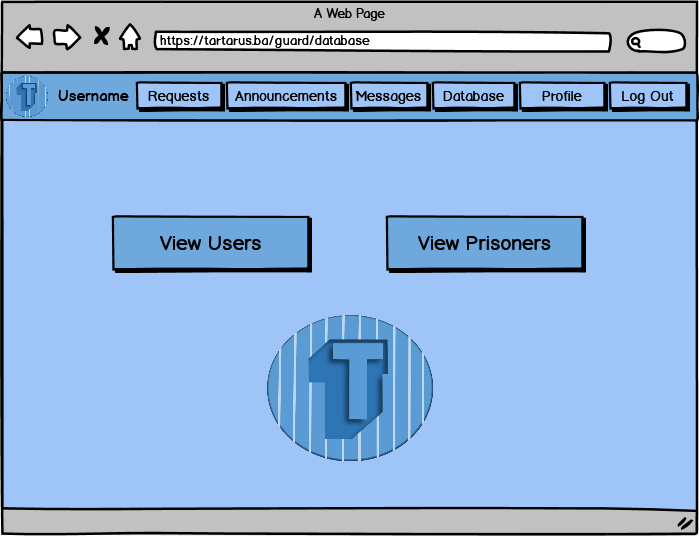 A Web Page
https://tartarus.ba/guard/database
T Username Requests Announcements Messages Database Profile Log Out
View Users View Prisoners
T